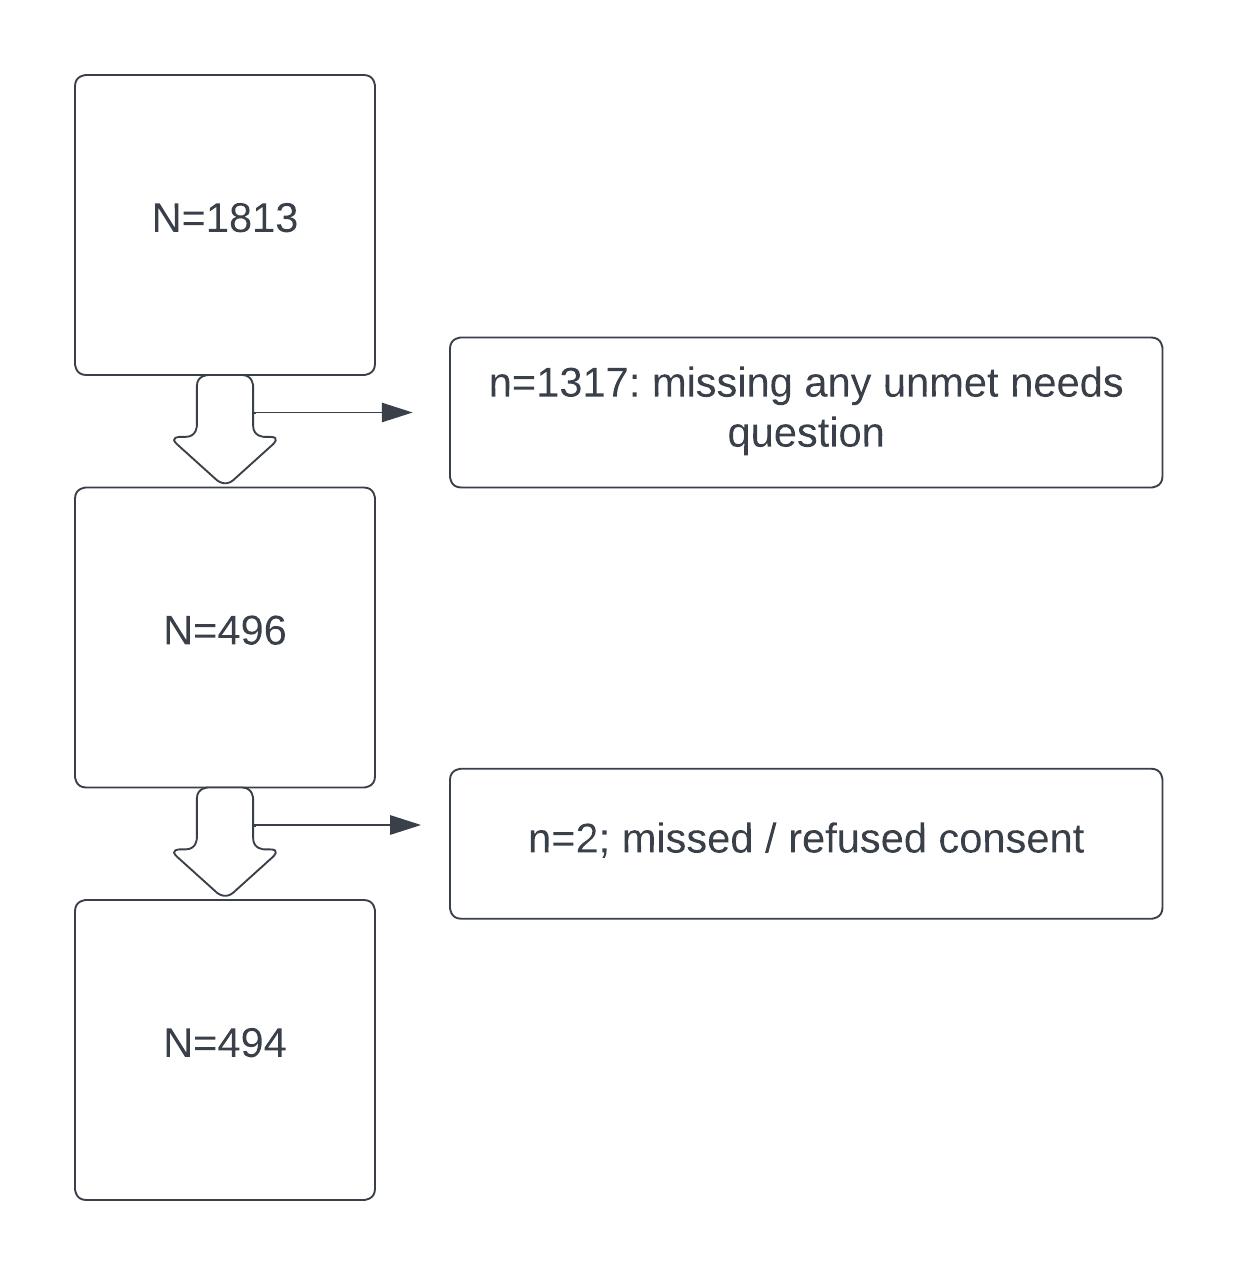 N=1813
n=1317: missing any unmet needs
question
N=496
n=2; missed / refused consent
N=494